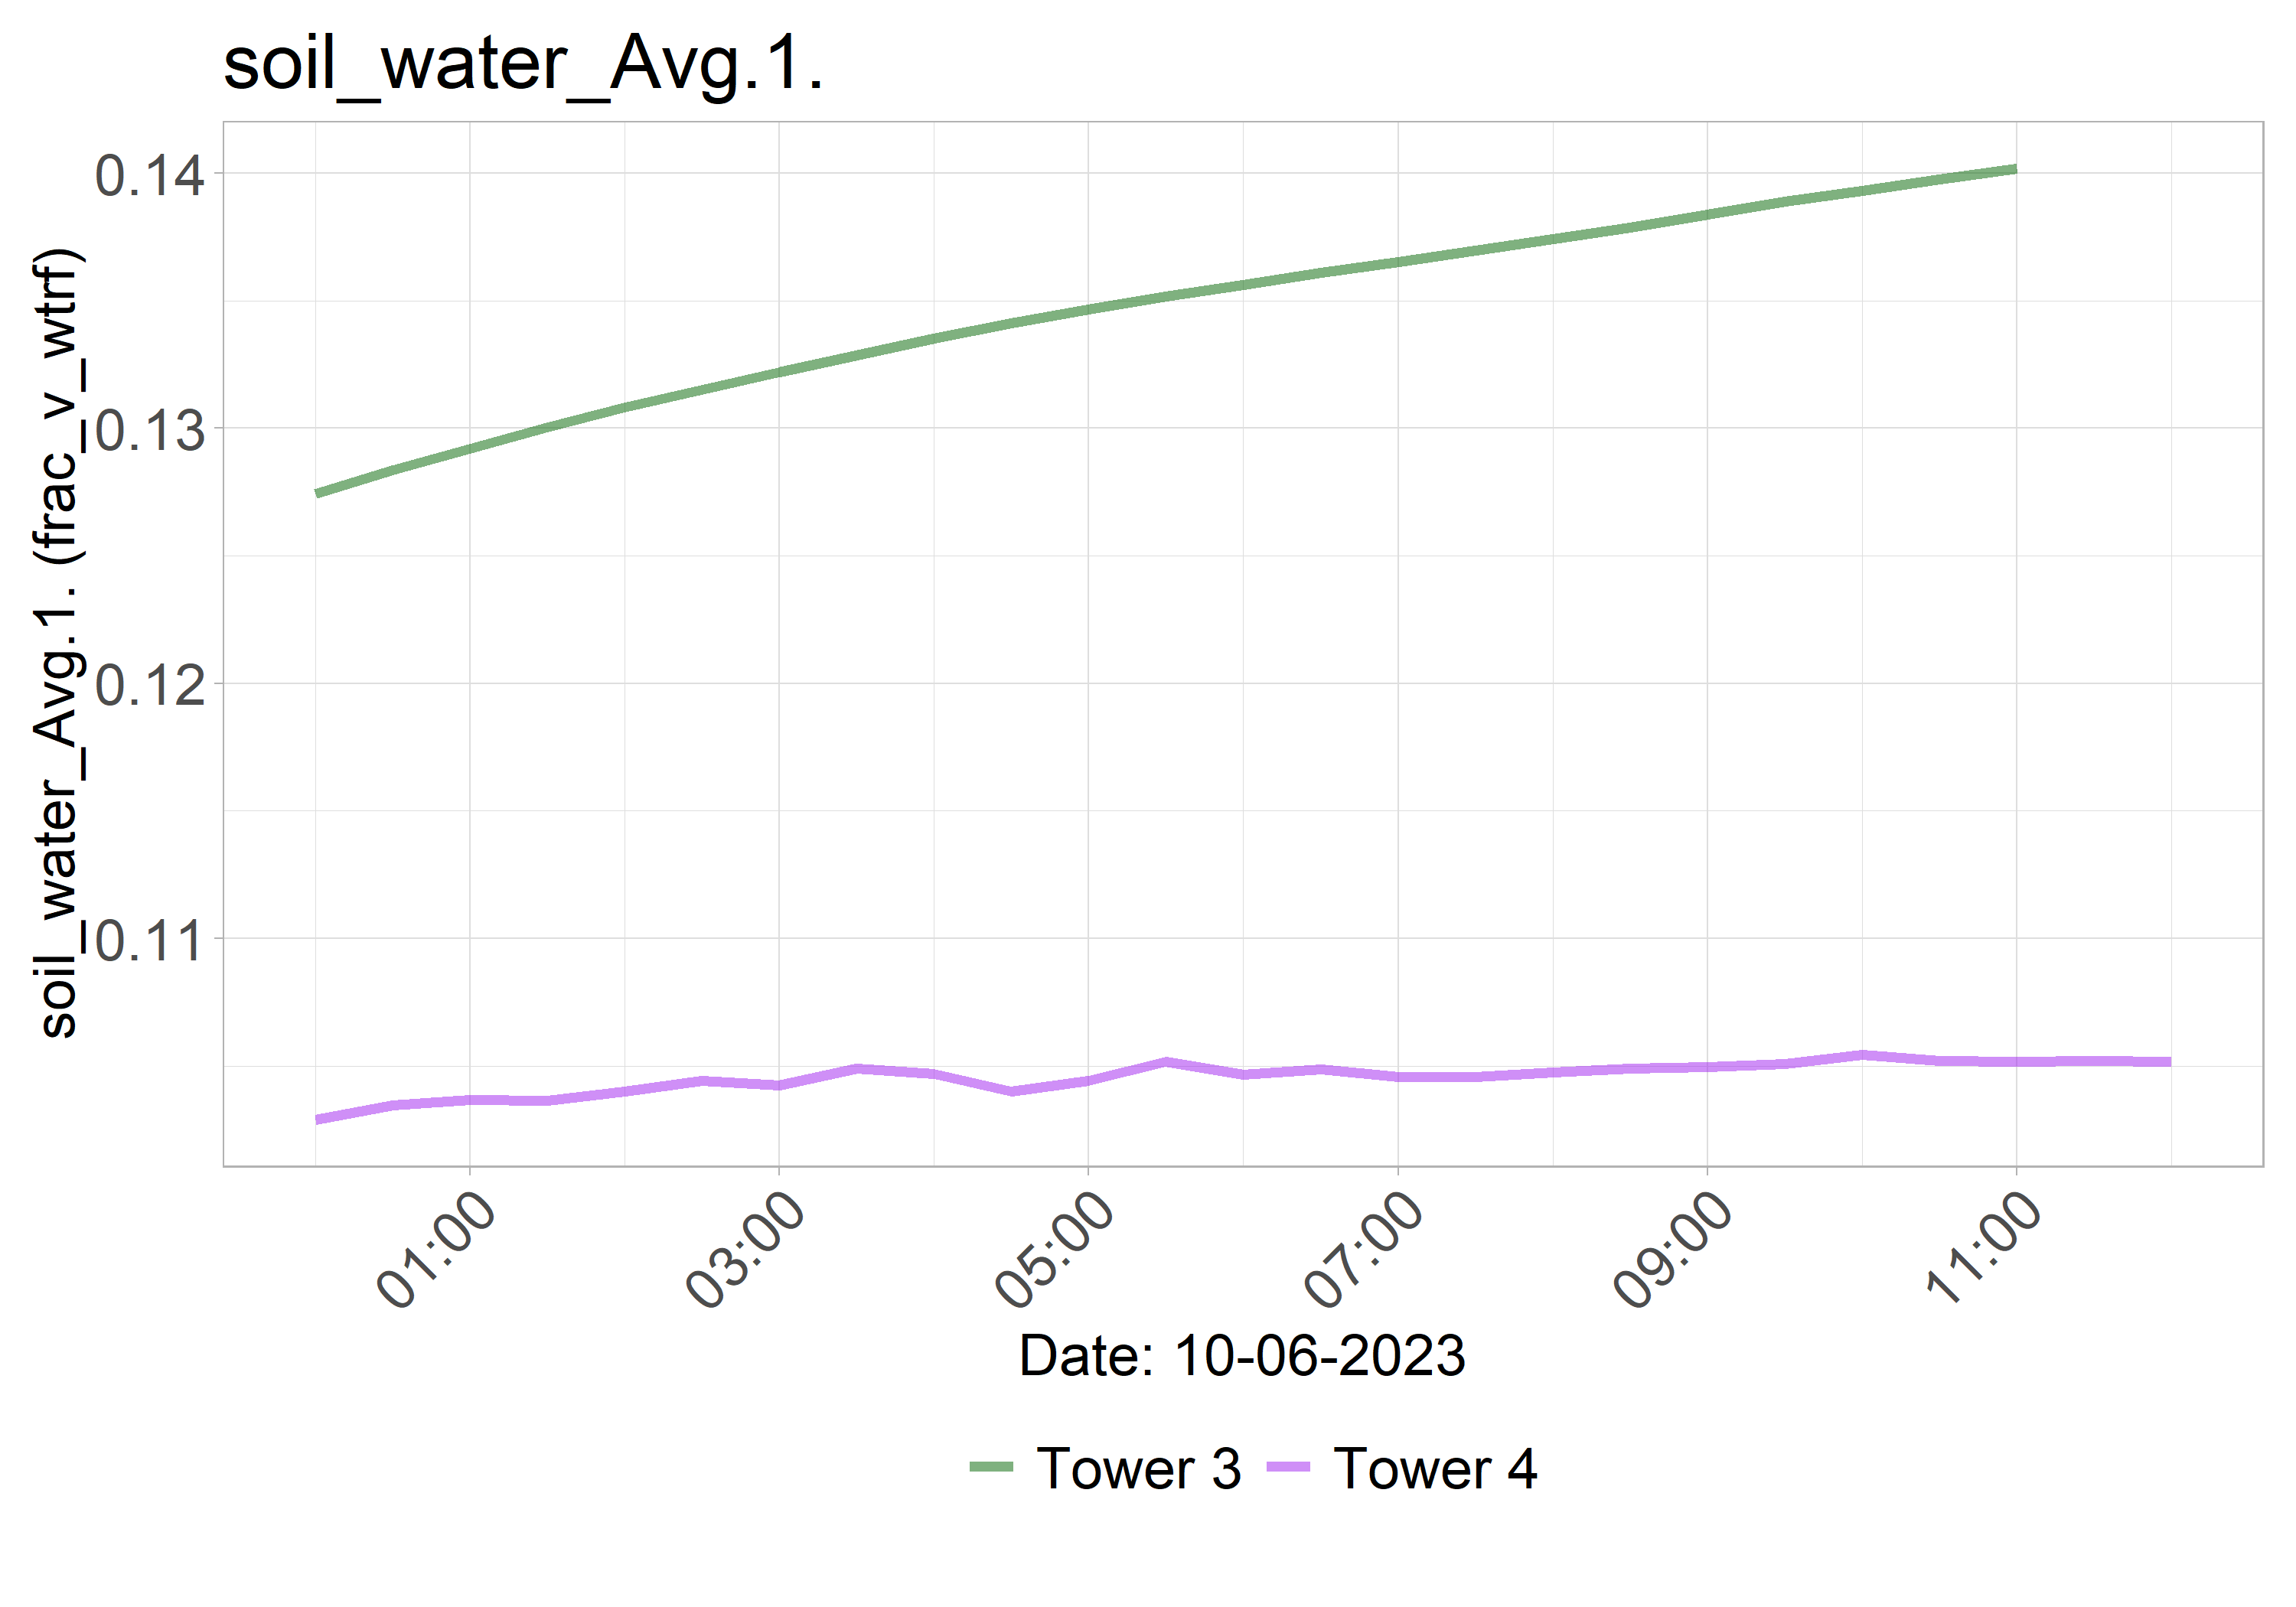 soil_water_Avg.1.
soil_water_Avg.1. (frac_v_wtrf)
0.14
0.13
0.12
0.11
01:00 03:00 05:00 07:00 09:00 11:00
Date: 10-06-2023
Tower 3 Tower 4